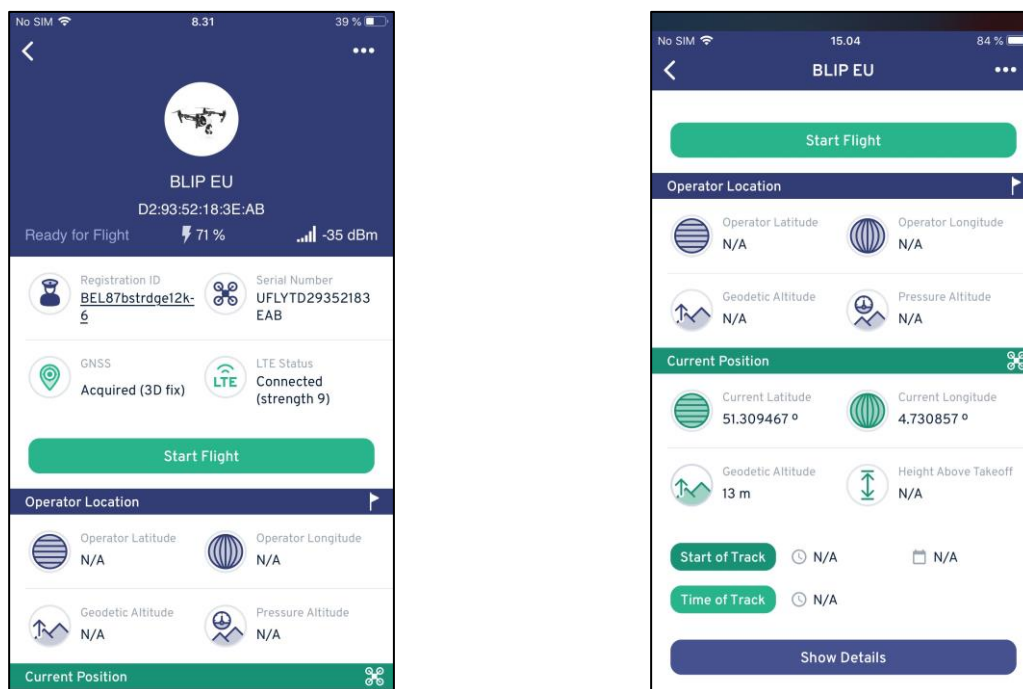 No SIM 8.31 39 %
BLIP EU
D2:93:52:18:3E:AB
Ready for Flight 71 % -35 dBm
Registration ID Serial Number
BEL87bstrdge12k-6 UFLYTD29352183EAB
GNSS LTE Status
LTE
Acquired (3D fix) Connected (strength 9)
Start Flight
Operator Location
Operator Latitude Operator Longitude
N/A N/A
Geodetic Altitude Pressure Altitude
N/A N/A
Current Position
No SIM 15.04 84 %
BLIP EU
Start Flight
Operator Location
Operator Latitude Operator Longitude
N/A N/A
Geodetic Altitude Pressure Altitude
N/A N/A
Current Position
Current Latitude Current Longitude
51.309467 º 4.730857 º
Geodetic Altitude Height Above Takeoff
13 m N/A
Start of Track N/A N/A
Time of Track N/A
Show Details